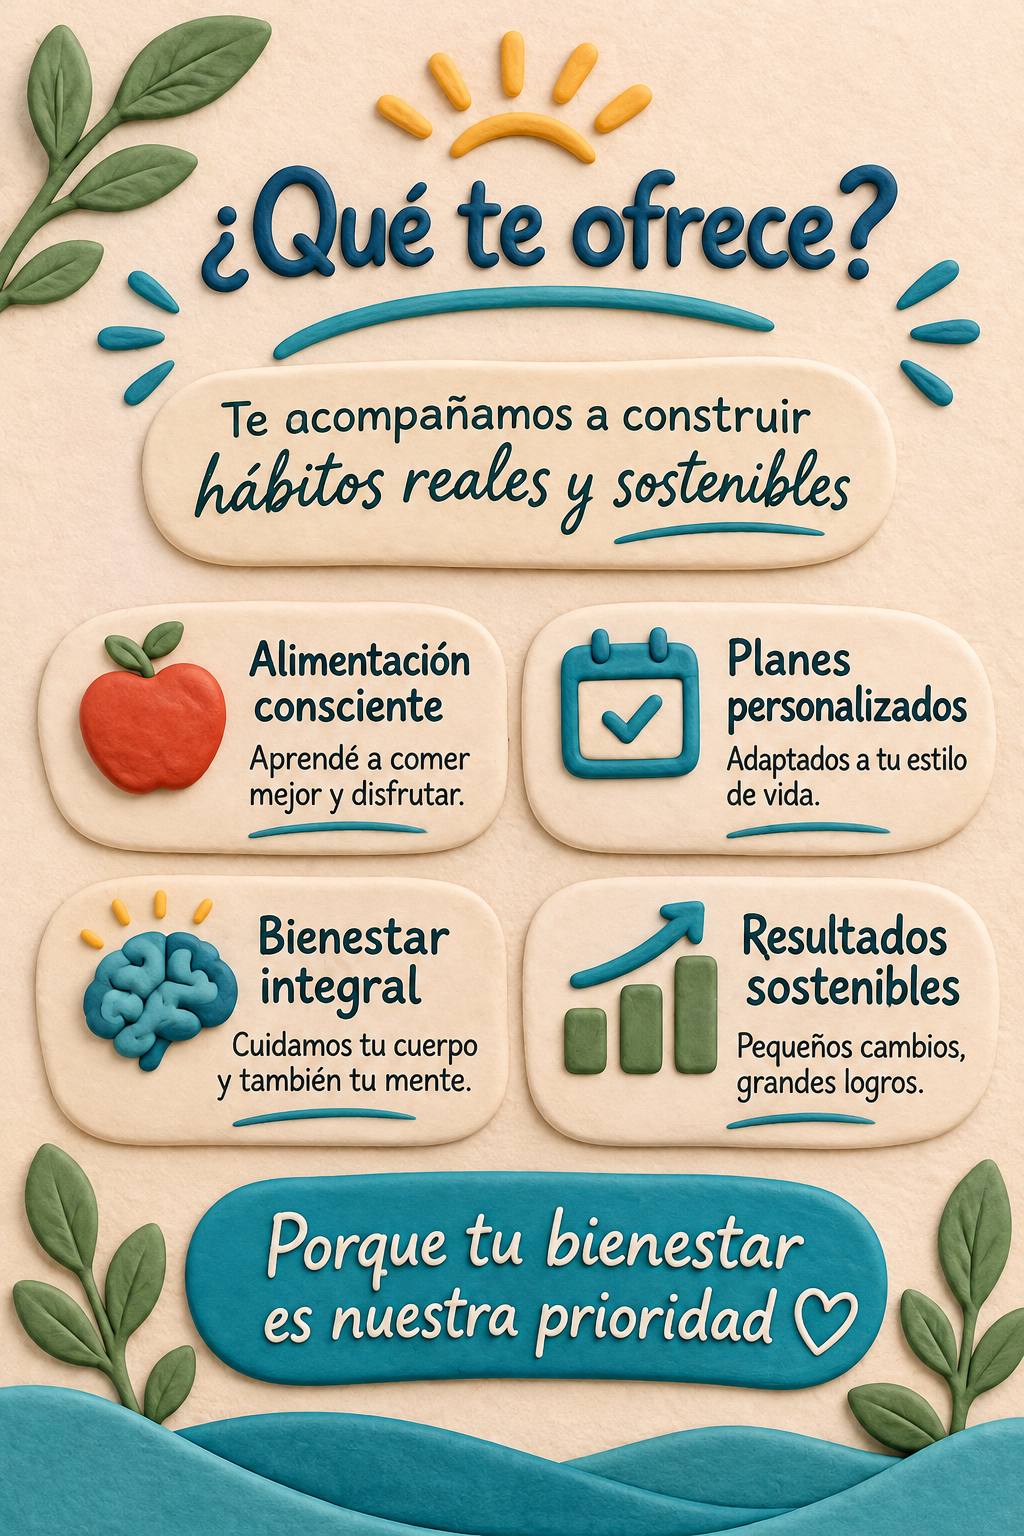 ¿Qué te ofrece?
Te acompañamos a construir
hábitos reales y sostenibles
Alimentación
consciente
Aprendé a comer
mejor y disfrutar.
Planes
personalizados
Adaptados a tu estilo
de vida.
Bienestar
integral
Cuidamos tu cuerpo
y también tu mente.
Resultados
sostenibles
Pequeños cambios,
grandes logros.
Porque tu bienestar
es nuestra prioridad